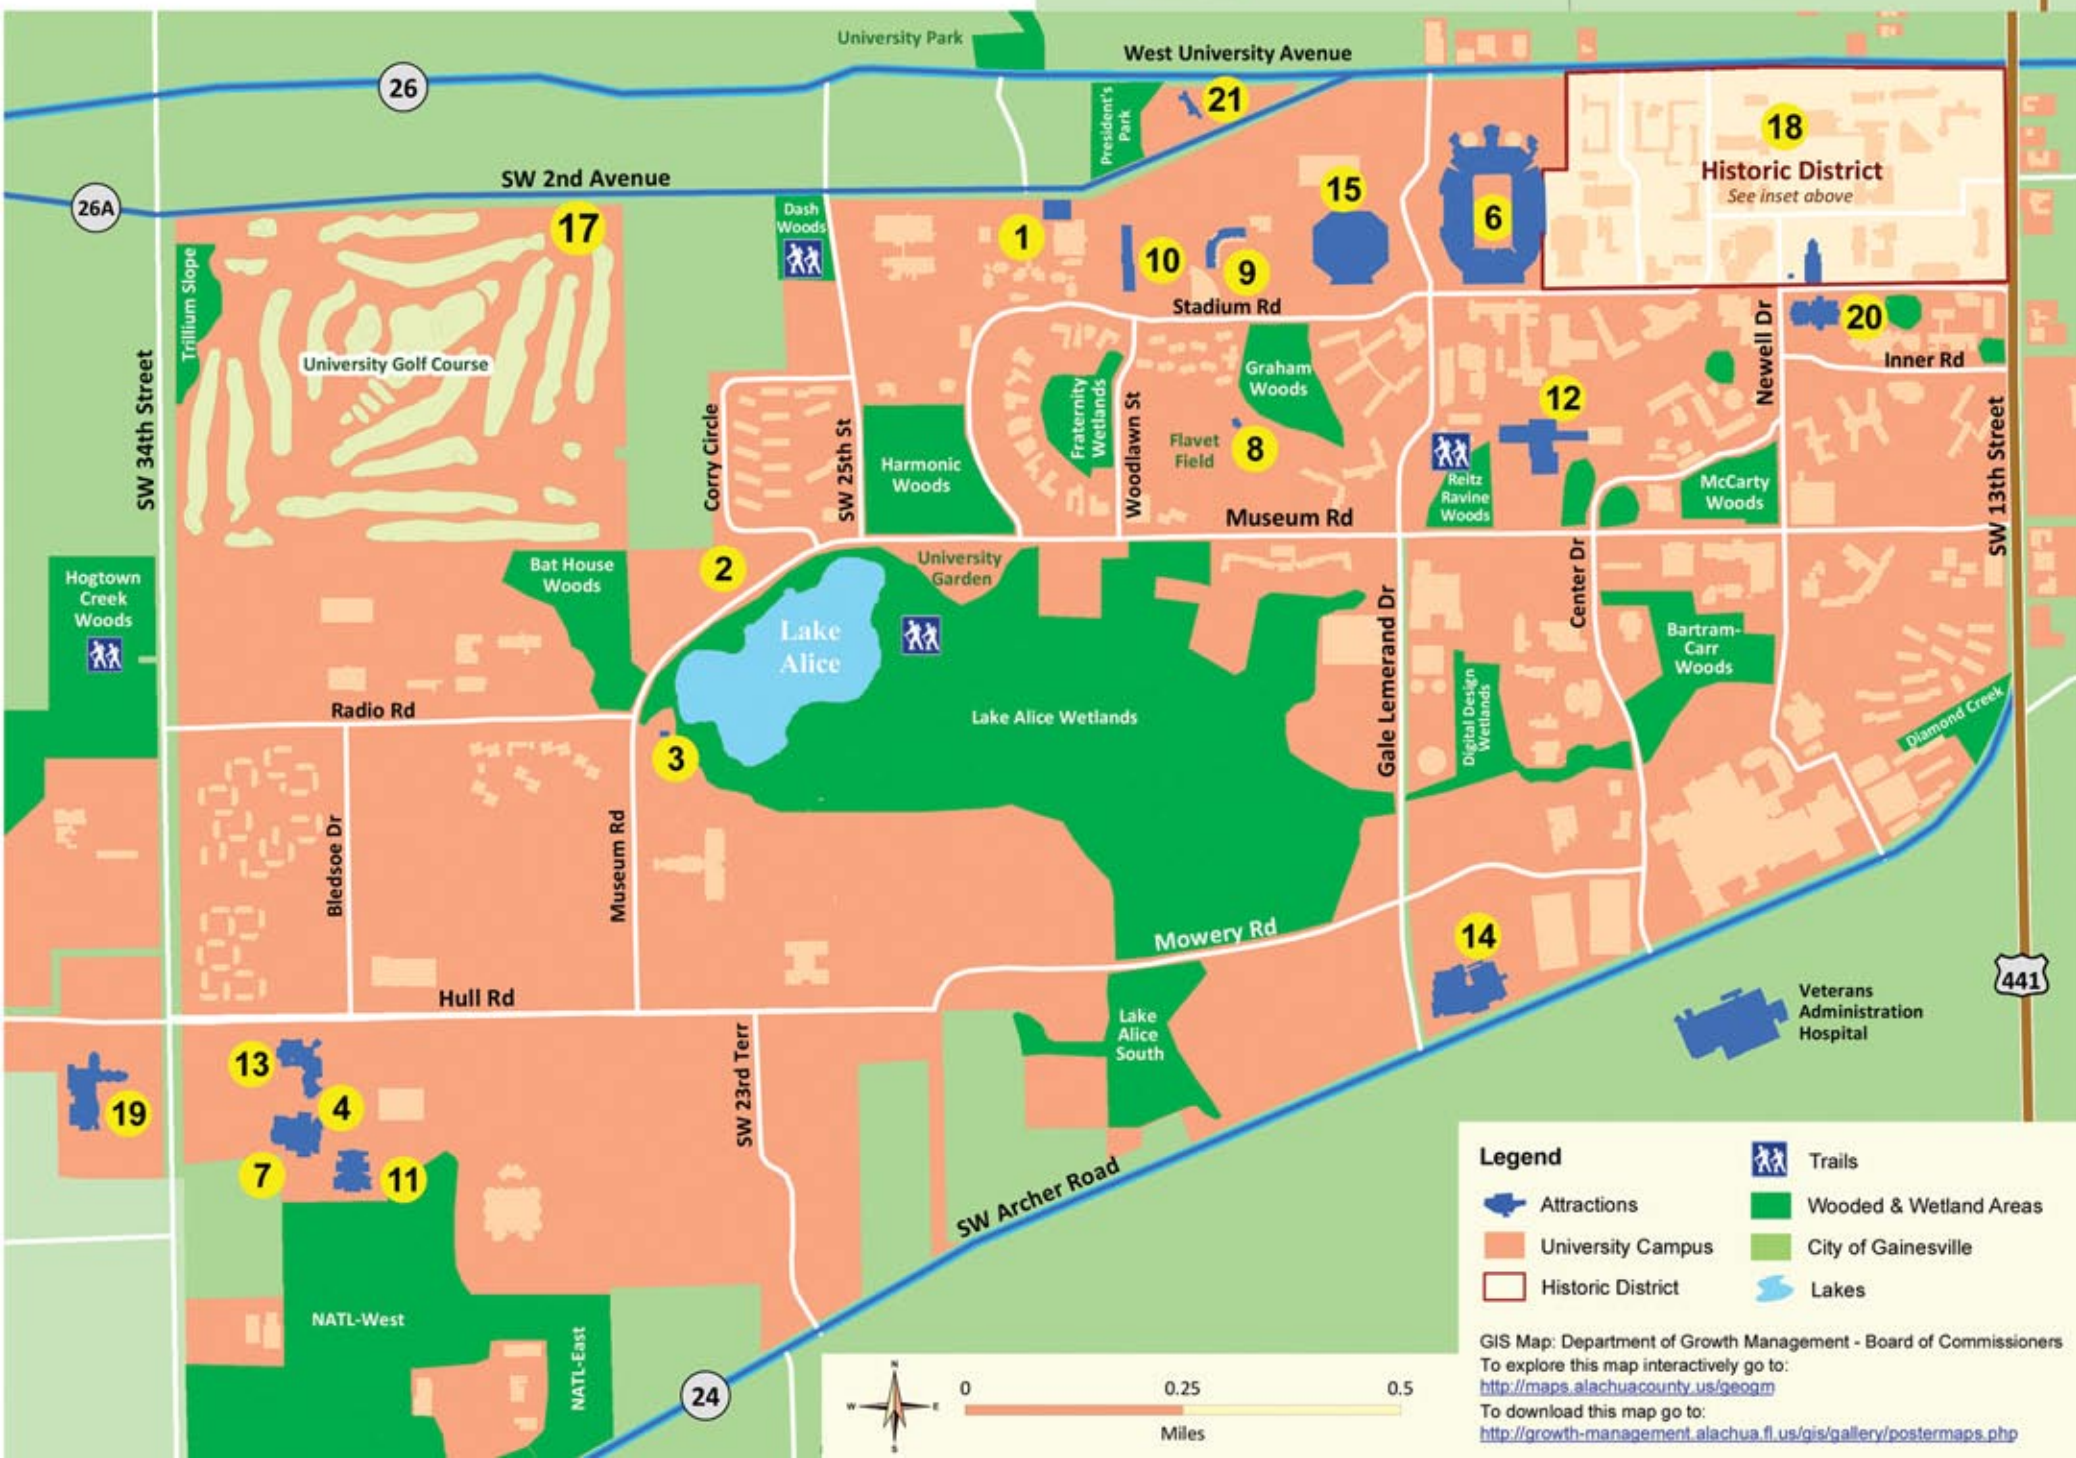 University Park
West University Avenue
26
President's
Park
21
18
Historic District
See inset above
SW 2nd Avenue
26A
17
Dash
Woods
1
10
9
15
6
Stadium Rd
Trillium Slope
University Golf Course
SW 34th Street
Corry Circle
SW 25th St
Harmonic
Woods
Fraternity
Wetlands
Woodlawn St
Graham
Woods
Flavet
Field
8
Newell Dr
20
Inner Rd
12
Reitz
Ravine
Woods
McCarty
Woods
SW 13th Street
Museum Rd
2
Bat House
Woods
University
Garden
Hogtown
Creek
Woods
Lake
Alice
Lake Alice Wetlands
Gale Lemerand Dr
Center Dr
Bartram-
Carr
Woods
Digital Design
Wetlands
Diamond Creek
Radio Rd
3
Bledsoe Dr
Museum Rd
Mowery Rd
14
441
Veterans
Administration
Hospital
Hull Rd
Lake
Alice
South
SW 23rd Terr
13
4
19
7
11
SW Archer Road
NATL-West
NATL-East
24
N
W
E
S
0
0.25
0.5
Miles
Legend
Attractions
University Campus
Historic District
Trails
Wooded & Wetland Areas
City of Gainesville
Lakes
GIS Map: Department of Growth Management - Board of Commissioners
To explore this map interactively go to:
http://maps.alachuacounty.us/geogm
To download this map go to:
http://growth-management.alachua.fl.us/gis/gallery/postermaps.php